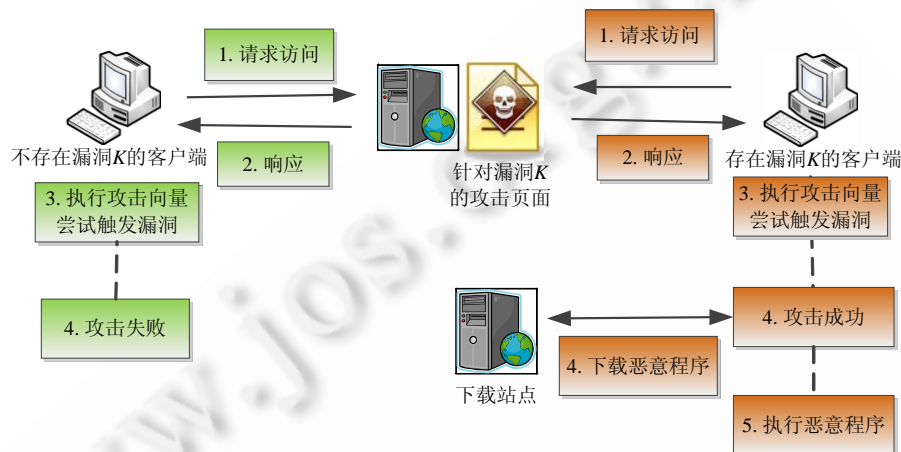 1. 请求访问
1. 请求访问
不存在漏洞K的客户端
2. 响应
针对漏洞K
的攻击页面
2. 响应
存在漏洞K的客户端
3. 执行攻击向量
尝试触发漏洞
3. 执行攻击向量
尝试触发漏洞
4. 攻击失败
4. 攻击成功
下载站点
4. 下载恶意程序
5. 执行恶意程序
www.jos.o